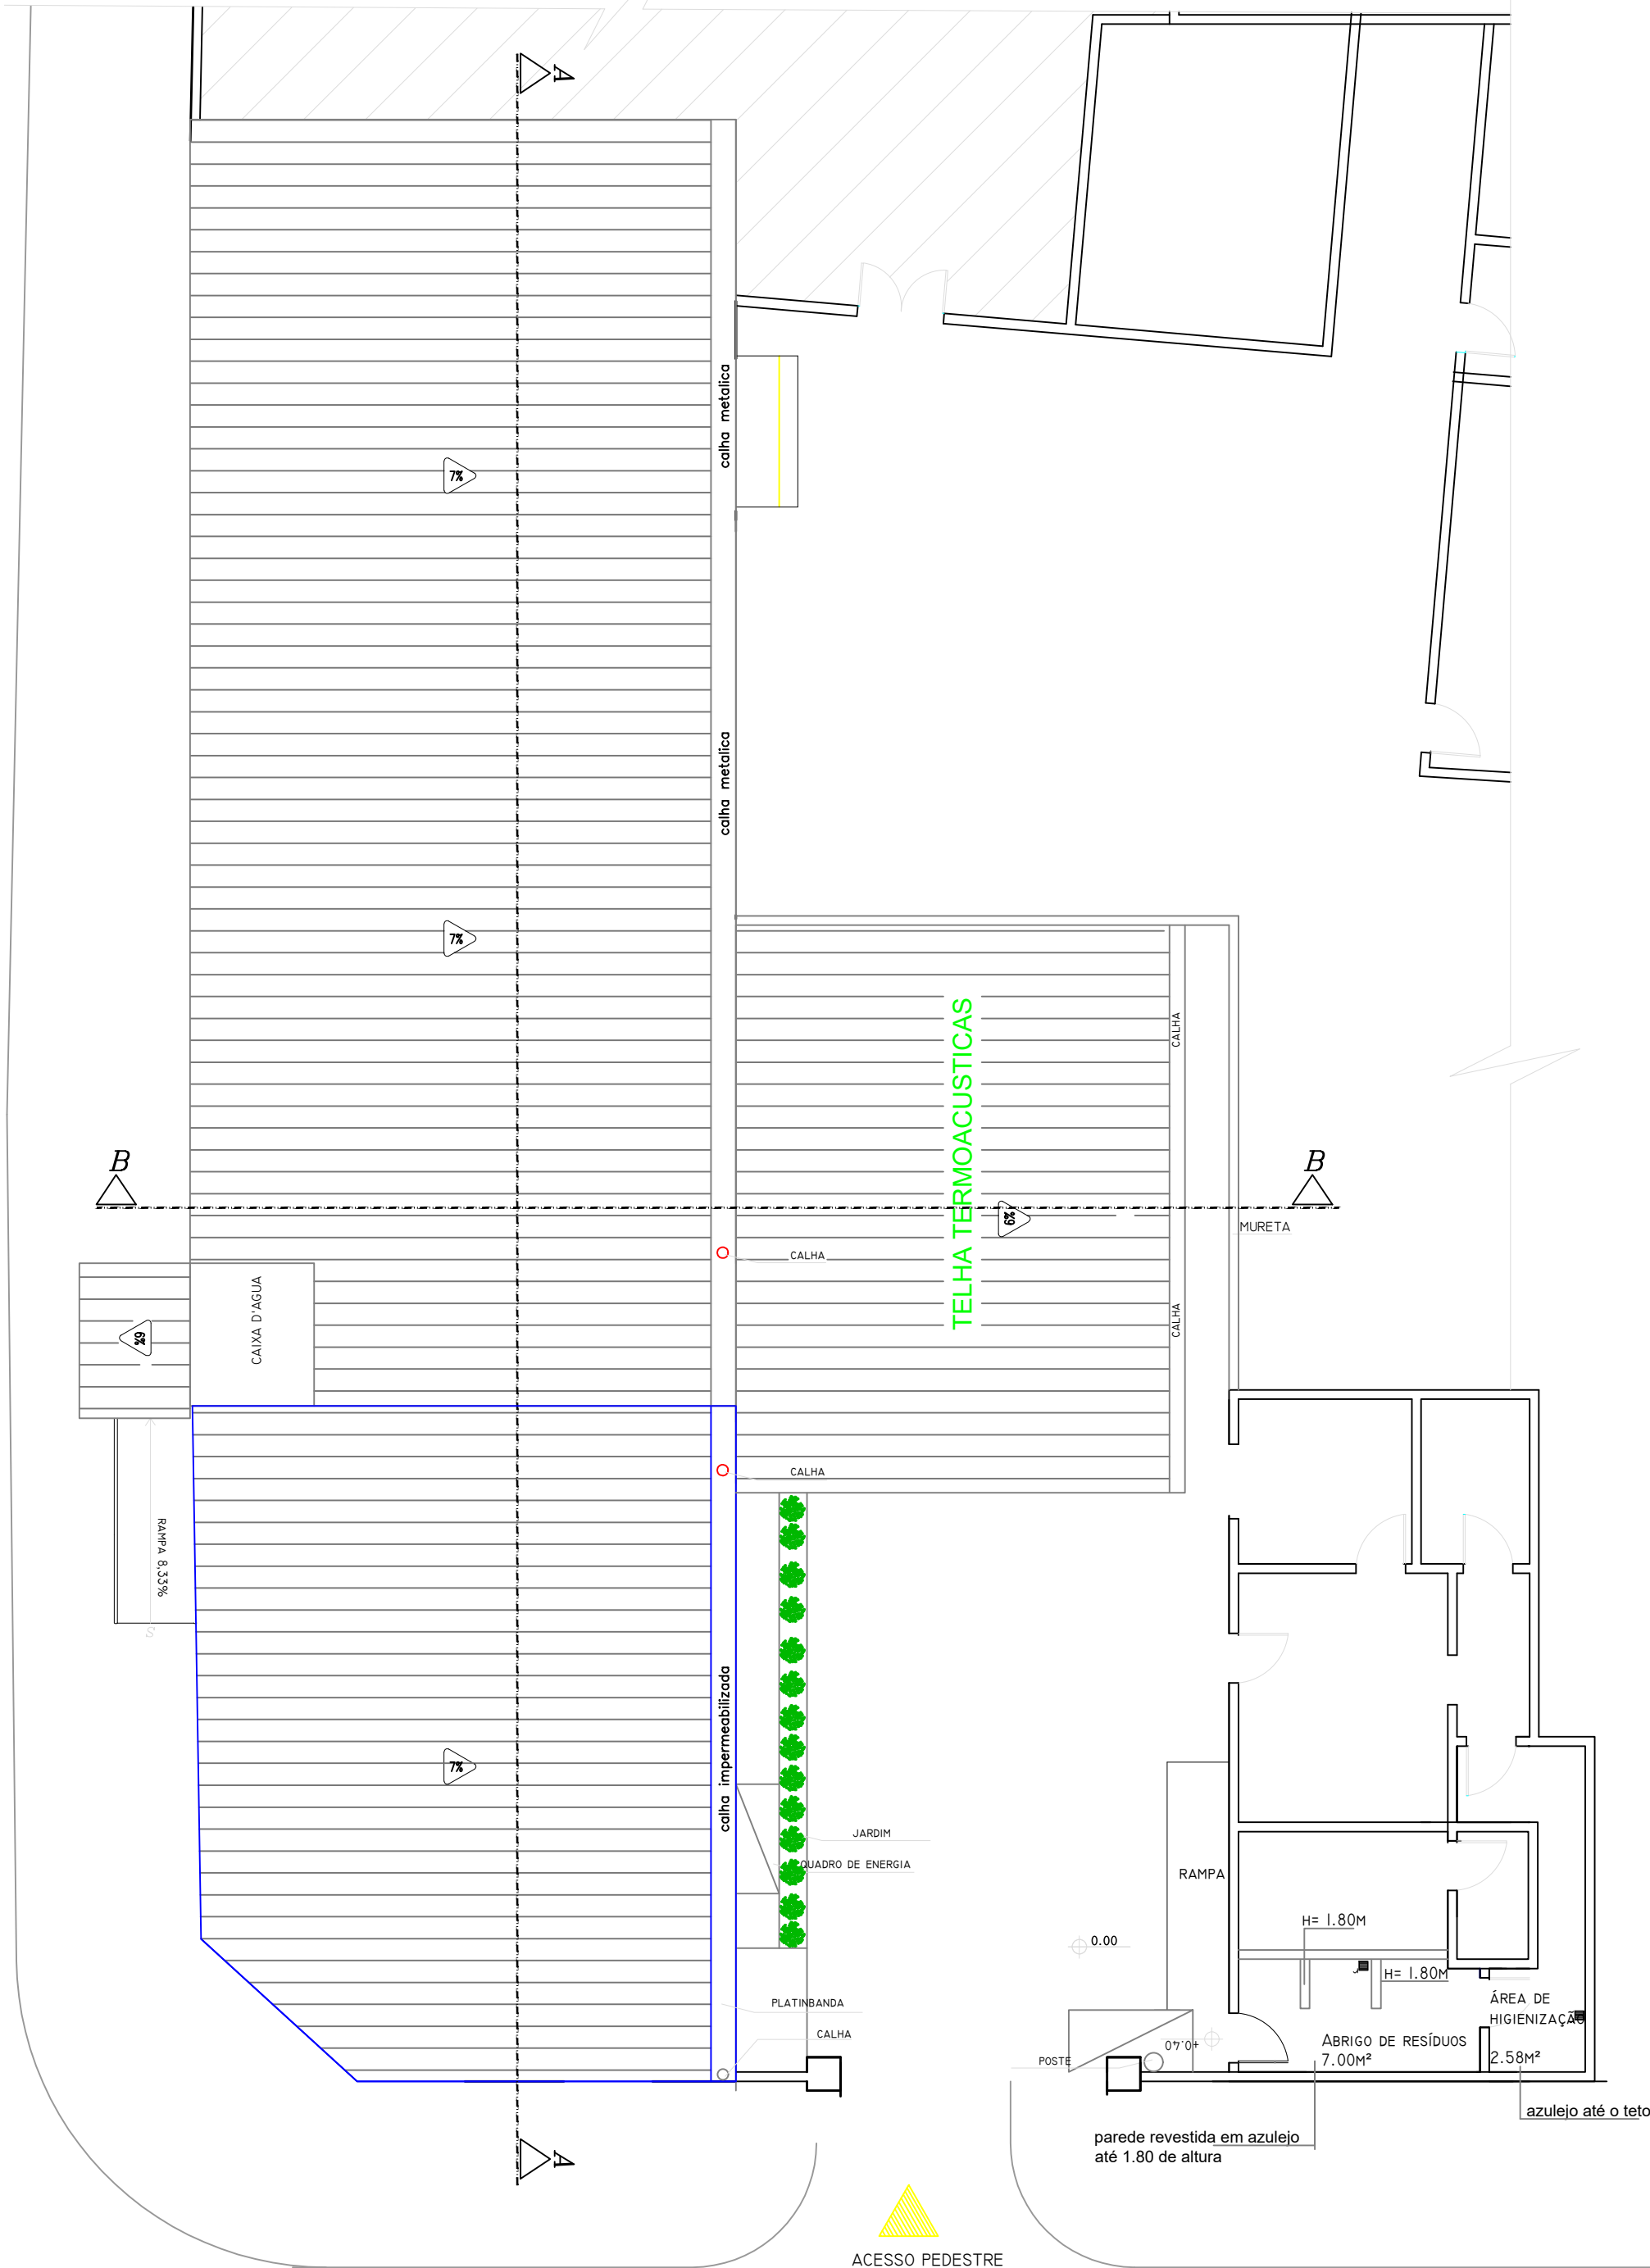 A
calha metalica
7%
calha metalica
7%
TELHA TERMOACUSTICAS
CALHA
B
B
6%
MURETA
CALHA
CAIXA D'AGUA
6%
CALHA
CALHA
RAMPA 8,33%
S
calha impermeabilizada
7%
JARDIM
QUADRO DE ENERGIA
RAMPA
H= 1.80M
0.00
H= 1.80M
PLATINBANDA
CALHA
ÁREA DE
HIGIENIZAÇÃO
+0.40
ABRIGO DE RESÍDUOS
7.00M²
2.58M²
POSTE
azulejo até o teto
parede revestida em azulejo
até 1.80 de altura
A
ACESSO PEDESTRE